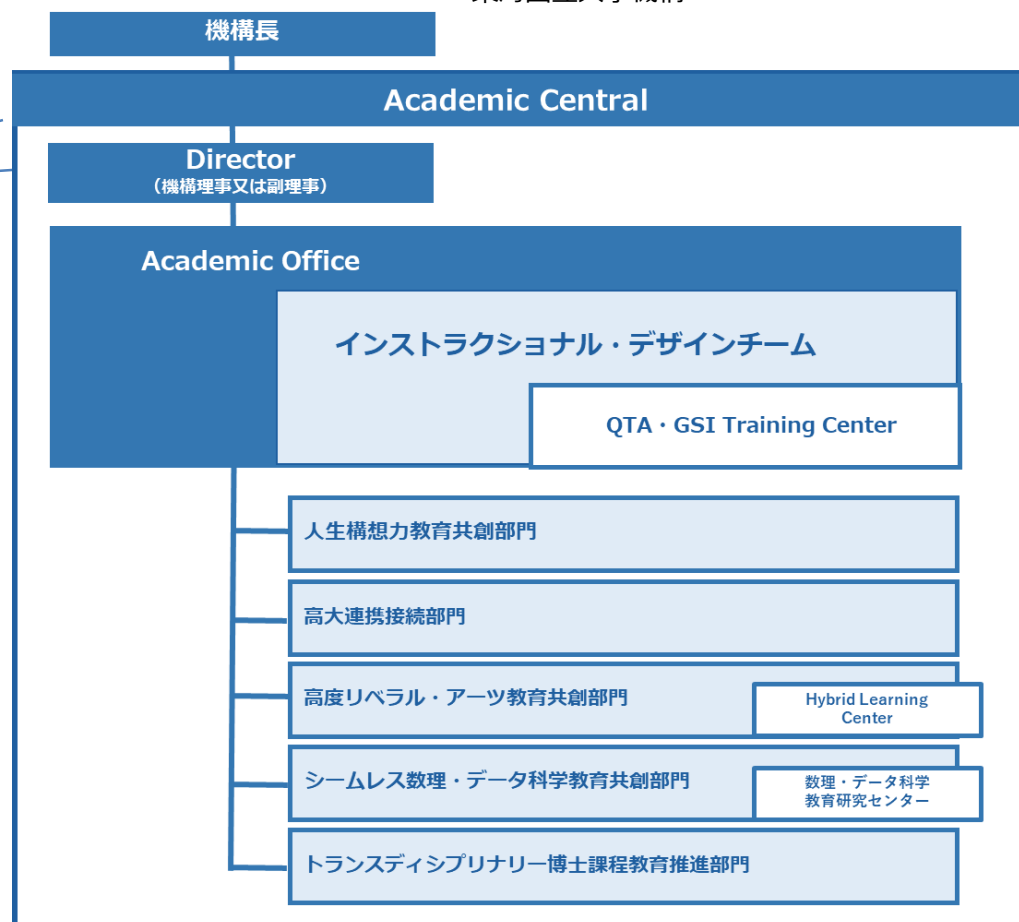 機構長
Academic Central
Director
（機構理事又は副理事）
Academic Office
インストラクショナル・デザインチーム
QTA・GSI Training Center
人生構想力教育共創部門
高大連携接続部門
高度リベラル・アーツ教育共創部門
Hybrid Learning
Center
シームレス数理・データ科学教育共創部門
数理・データ科学
教育研究センター
トランスディシプリナリー博士課程教育推進部門